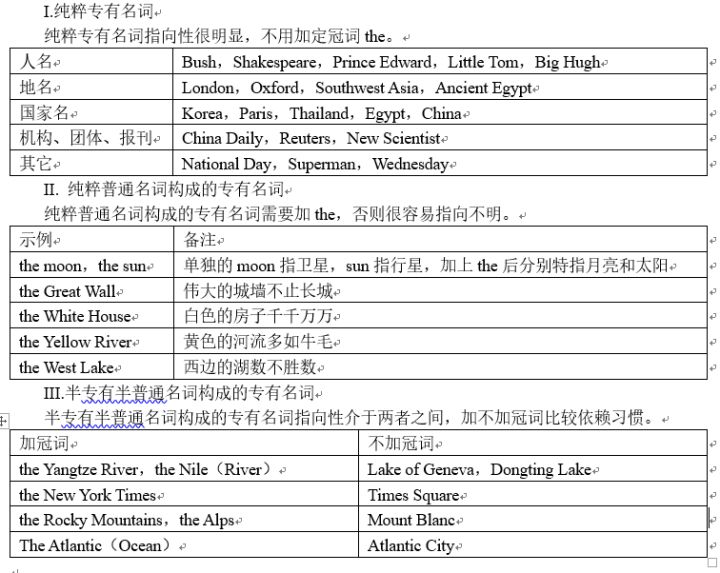 I.纯粹专有名词
纯粹专有名词指向性很明显，不用加定冠词 the。
人名 Bush，Shakespeare，Prince Edward，Little Tom，Big Hugh
地名 London，Oxford，Southwest Asia，Ancient Egypt
国家名 Korea，Paris，Thailand，Egypt，China
机构、团体、报刊 China Daily，Reuters，New Scientist
其它 National Day，Superman，Wednesday
II. 纯粹普通名词构成的专有名词
纯粹普通名词构成的专有名词需要加 the，否则很容易指向不明。
示例 备注
the moon，the sun 单独的 moon 指卫星，sun 指行星，加上 the 后分别特指月亮和太阳
the Great Wall 伟大的城墙不止长城
the White House 白色的房子千千万万
the Yellow River 黄色的河流多如牛毛
the West Lake 西边的湖数不胜数
III.半专有半普通名词构成的专有名词
半专有半普通名词构成的专有名词指向性介于两者之间，加不加冠词比较依赖习惯。
加冠词 不加冠词
the Yangtze River，the Nile（River） Lake of Geneva，Dongting Lake
the New York Times Times Square
the Rocky Mountains，the Alps Mount Blanc
The Atlantic（Ocean） Atlantic City